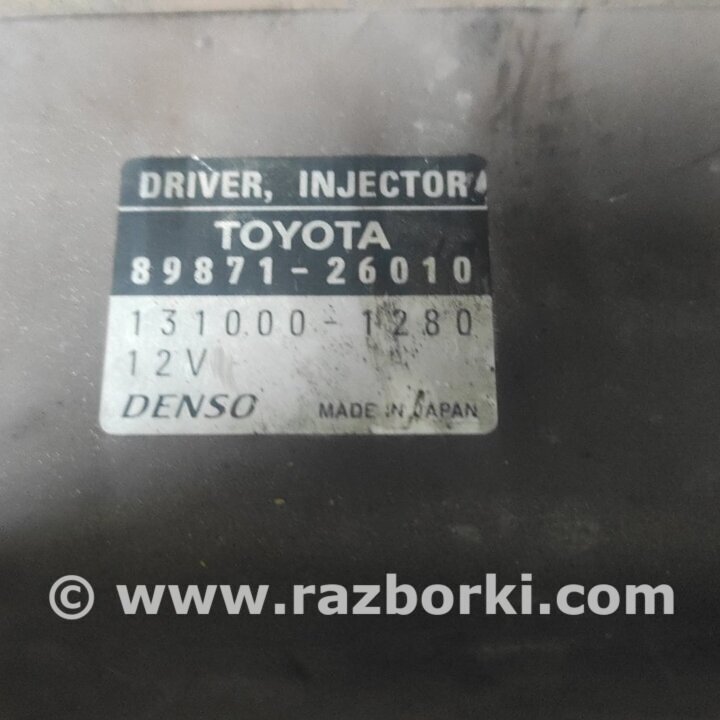 DRIVER, INJECTOR
TOYOTA
89871-26010
131000-1280
12V
DENSO MADE IN JAPAN
© www.razborki.com